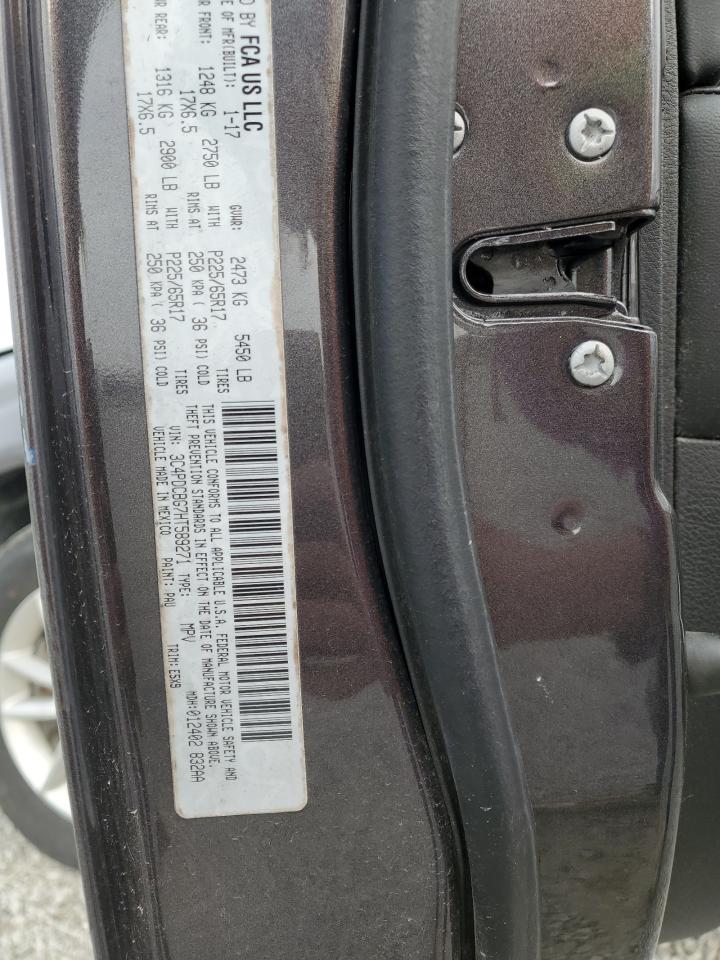 D BY FCA US LLC
E OF MFR(BUILT): 1-17 GVWR: 2473 KG 5450 LB
R FRONT: 1248 KG 2750 LB WITH P225/65R17 TIRES
17X6.5 RIMS AT 250 KPA ( 36 PSI) COLD
R REAR: 1316 KG 2900 LB WITH P225/65R17 TIRES
17X6.5 RIMS AT 250 KPA ( 36 PSI) COLD
THIS VEHICLE CONFORMS TO ALL APPLICABLE U.S.A. FEDERAL MOTOR VEHICLE SAFETY AND
THEFT PREVENTION STANDARDS IN EFFECT ON THE DATE OF MANUFACTURE SHOWN ABOVE.
VIN: 3C4PDCBG7HT589271 TYPE: MPV MDH:012402 832AA
VEHICLE MADE IN MEXICO PAINT: PAU TRIM: E5X9